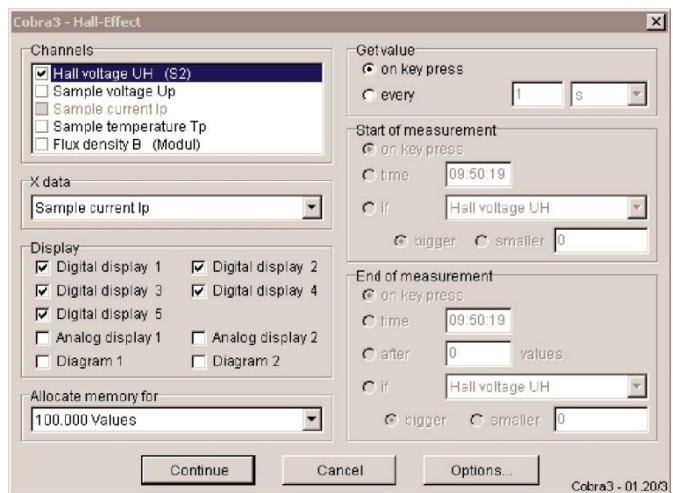 Cobra3 - Hall-Effect
Channels
Hall voltage UH (S2)
Sample voltage Up
Sample current Ip
Sample temperature Tp
Flux density B (Modul)
X data
Sample current Ip
Display
Digital display 1
Digital display 2
Digital display 3
Digital display 4
Digital display 5
Analog display 1
Analog display 2
Diagram 1
Diagram 2
Allocate memory for
100.000 Values
Get value
on key press
every 1 s
Start of measurement
on key press
time 09:50:19
if Hall voltage UH
bigger smaller 0
End of measurement
on key press
time 09:50:19
after 0 values
if Hall voltage UH
bigger smaller 0
Continue
Cancel
Options...
Cobra3 - 01.20/3